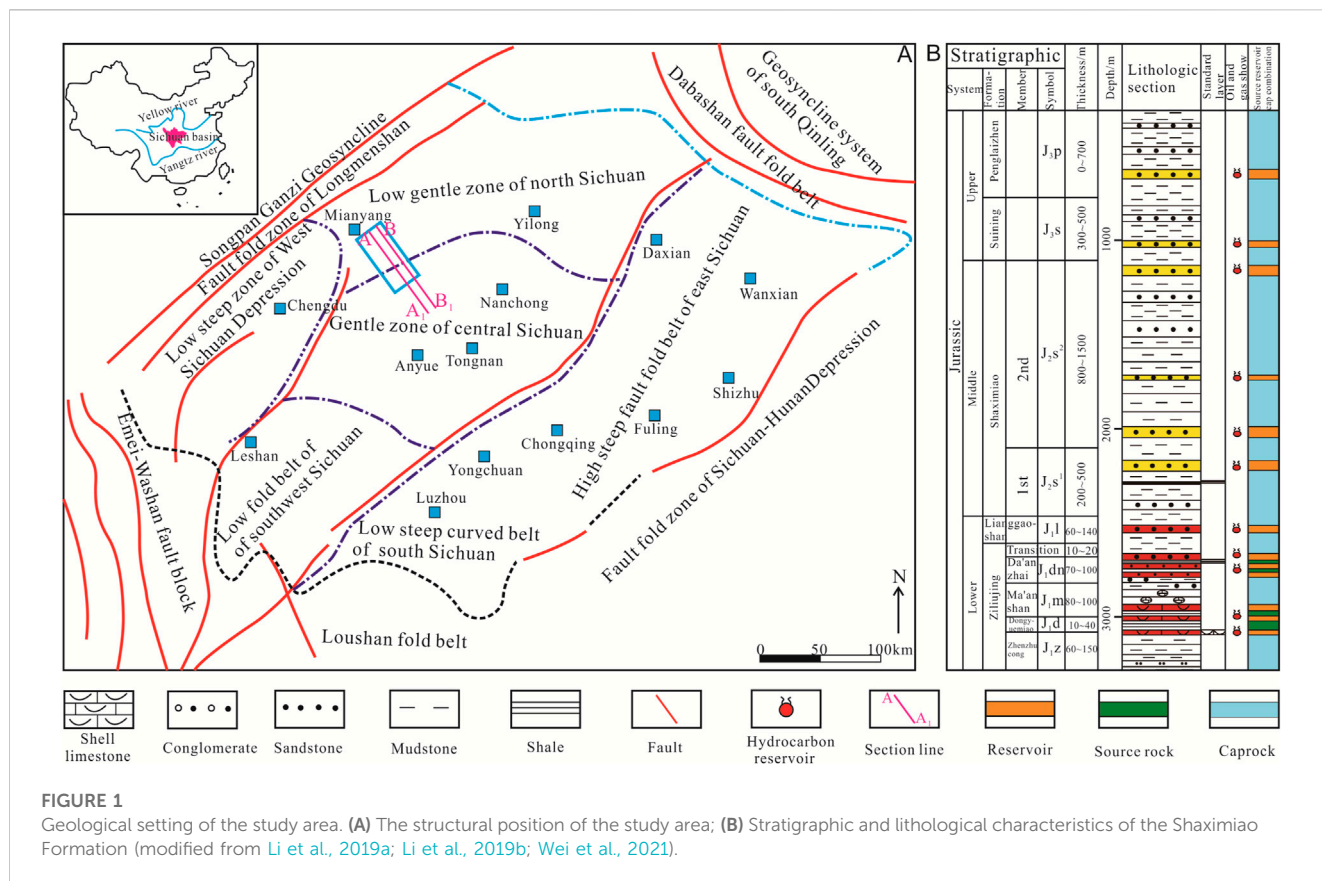 A
Yellow river
Sichuan basin
Yangtz river
Songpan Ganzi Geosyncline
Fault fold zone of Longmenshan
Low steep zone of West
Sichuan Depression
Low gentle zone of north Sichuan
Dabashan fault fold belt
Geosyncline system
of south Qinling
Mianyang
Yilong
A
B
A1
B1
Daxian
Wanxian
Nanchong
Chengdu
Gentle zone of central Sichuan
Anyue
Tongnan
High steep fault fold belt of east Sichuan
Shizhu
Fuling
Chongqing
Yongchuan
Leshan
Luzhou
Emei-Washan fault block
Low fold belt of
southwest Sichuan
Low steep curved belt
of south Sichuan
Fault fold zone of Sichuan-HunanDepression
Loushan fold belt
N
0 50 100km
B
Stratigraphic
System
Forma-
tion
Member
Symbol
Thickness/m
Depth/m
Lithologic
section
Standard
layer
Oil and
gas show
Source reservoir
cap combination
Jurassic
Upper
Penglaizhen
J3p
0~700
Suining
J3s
300~500
1000
Middle
Shaximiao
2nd
J2s2
800~1500
2000
1st
J2s1
200~500
Lower
Lianggao-
shan
J1l
60~140
Ziliujing
Transition
10~20
Da'an
zhai
J1dn
70~100
Ma'an
shan
J1m
80~100
3000
Dongy-
uemiao
J1d
10~40
Zhenzhu
cong
J1z
60~150
Shell
limestone
Conglomerate
Sandstone
Mudstone
Shale
Fault
Hydrocarbon
reservoir
A
A1
Section line
Reservoir
Source rock
Caprock
FIGURE 1
Geological setting of the study area. (A) The structural position of the study area; (B) Stratigraphic and lithological characteristics of the Shaximiao
Formation (modified from Li et al., 2019a; Li et al., 2019b; Wei et al., 2021).